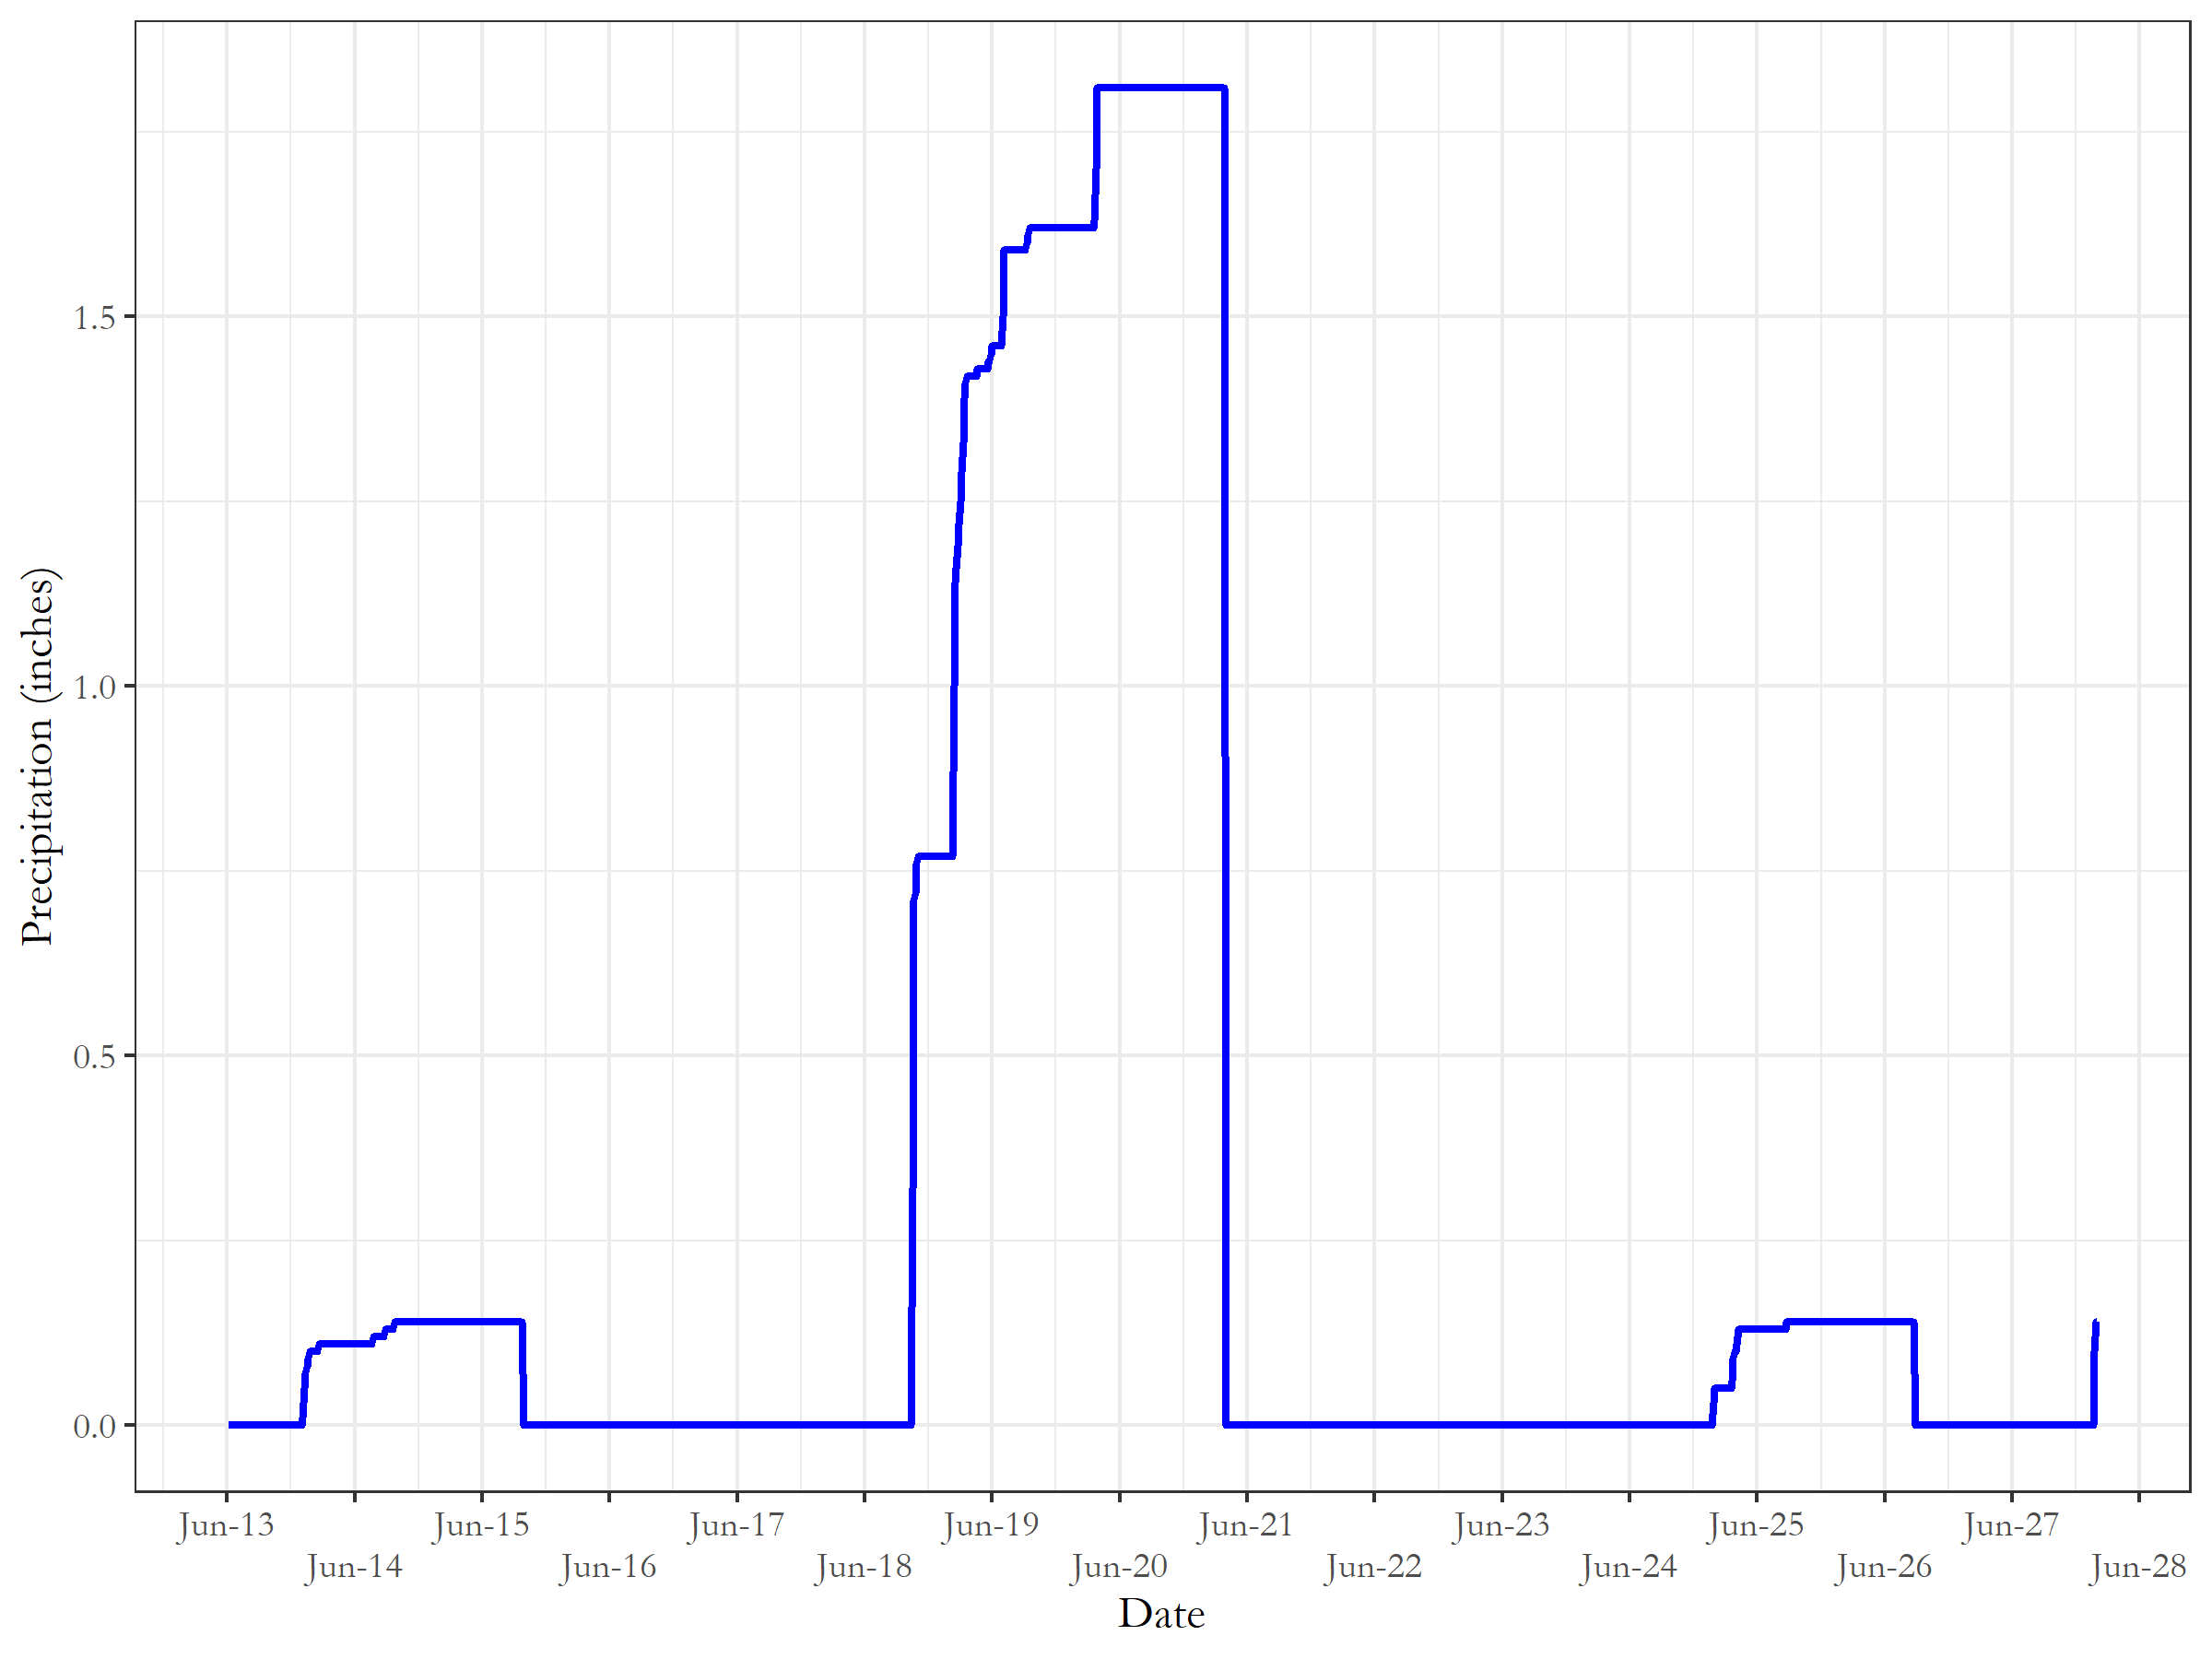 Precipitation (inches)
1.5
1.0
0.5
0.0
Jun-13 Jun-15 Jun-17 Jun-19 Jun-21 Jun-23 Jun-25 Jun-27
Jun-14 Jun-16 Jun-18 Jun-20 Jun-22 Jun-24 Jun-26 Jun-28
Date